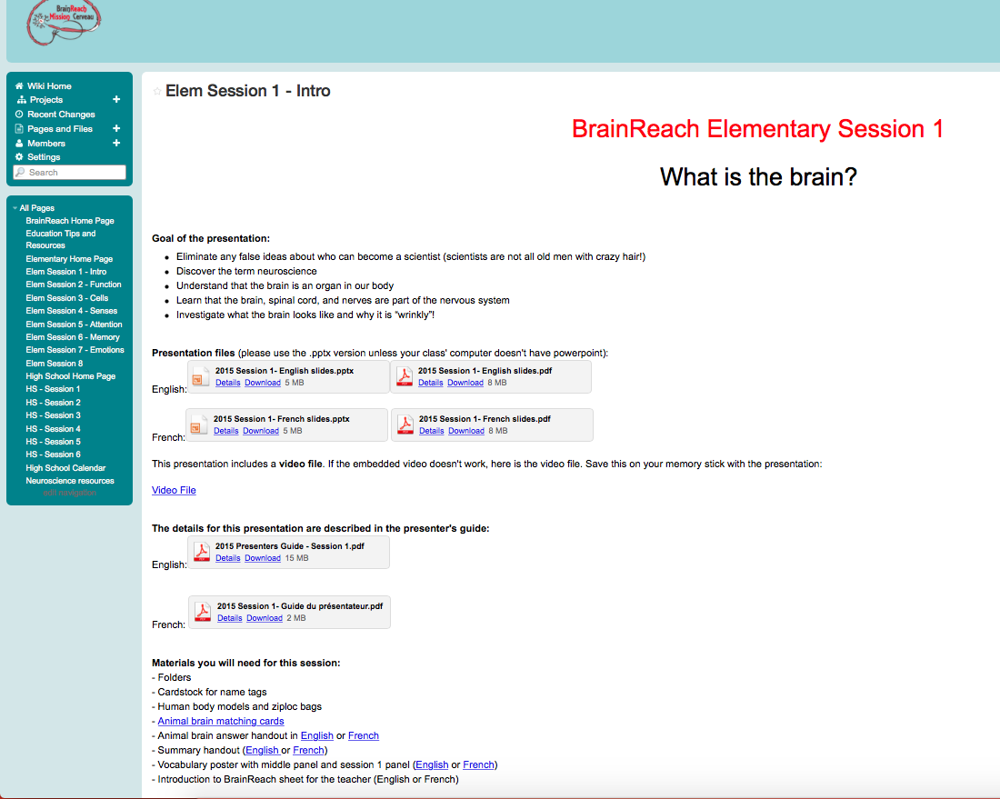 BrainReach
Mission Cerveau
Wiki Home
Projects +
Recent Changes
Pages and Files +
Members +
Settings
Search
All Pages
BrainReach Home Page
Education Tips and
Resources
Elementary Home Page
Elem Session 1 - Intro
Elem Session 2 - Function
Elem Session 3 - Cells
Elem Session 4 - Senses
Elem Session 5 - Attention
Elem Session 6 - Memory
Elem Session 7 - Emotions
Elem Session 8
High School Home Page
HS - Session 1
HS - Session 2
HS - Session 3
HS - Session 4
HS - Session 5
HS - Session 6
High School Calendar
Neuroscience resources
edit navigation
Elem Session 1 - Intro
BrainReach Elementary Session 1
What is the brain?
Goal of the presentation:
• Eliminate any false ideas about who can become a scientist (scientists are not all old men with crazy hair!)
• Discover the term neuroscience
• Understand that the brain is an organ in our body
• Learn that the brain, spinal cord, and nerves are part of the nervous system
• Investigate what the brain looks like and why it is “wrinkly”!
Presentation files (please use the .pptx version unless your class' computer doesn't have powerpoint):
2015 Session 1- English slides.pptx 2015 Session 1- English slides.pdf
English: Details Download 5 MB Details Download 8 MB
2015 Session 1- French slides.pptx 2015 Session 1- French slides.pdf
French: Details Download 5 MB Details Download 8 MB
This presentation includes a video file. If the embedded video doesn't work, here is the video file. Save this on your memory stick with the presentation:
Video File
The details for this presentation are described in the presenter's guide:
2015 Presenters Guide - Session 1.pdf
English: Details Download 15 MB
2015 Session 1- Guide du présentateur.pdf
French: Details Download 2 MB
Materials you will need for this session:
- Folders
- Cardstock for name tags
- Human body models and ziploc bags
- Animal brain matching cards
- Animal brain answer handout in English or French
- Summary handout (English or French)
- Vocabulary poster with middle panel and session 1 panel (English or French)
- Introduction to BrainReach sheet for the teacher (English or French)